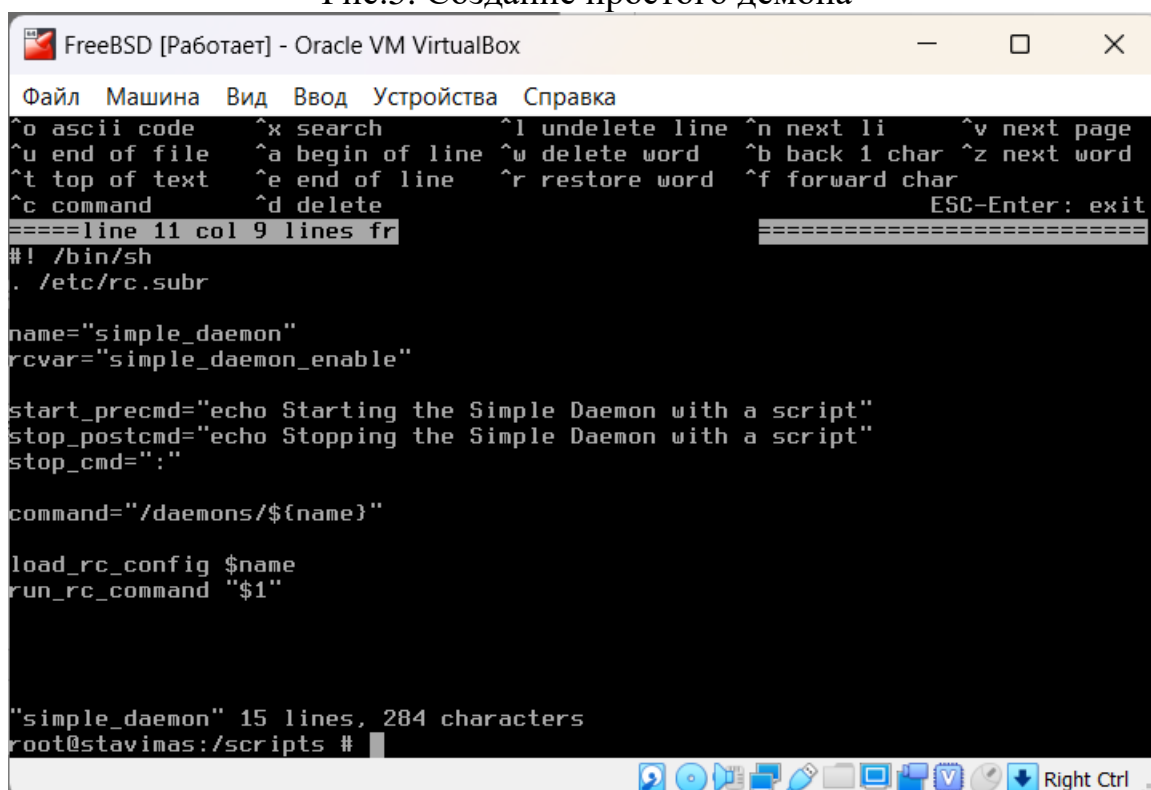 Рис.3. Создание простого демона
FreeBSD [Работает] - Oracle VM VirtualBox
Файл Машина Вид Ввод Устройства Справка
^o ascii code ^x search ^l undelete line ^n next li ^v next page
^u end of file ^a begin of line ^w delete word ^b back 1 char ^z next word
^t top of text ^e end of line ^r restore word ^f forward char
^c command ^d delete ESC-Enter: exit
=====line 11 col 9 lines fr ===========================
#! /bin/sh
. /etc/rc.subr
name="simple_daemon"
rcvar="simple_daemon_enable"
start_precmd="echo Starting the Simple Daemon with a script"
stop_postcmd="echo Stopping the Simple Daemon with a script"
stop_cmd=":"
command="/daemons/${name}"
load_rc_config $name
run_rc_command "$1"
"simple_daemon" 15 lines, 284 characters
root@stavimas:/scripts #
Right Ctrl